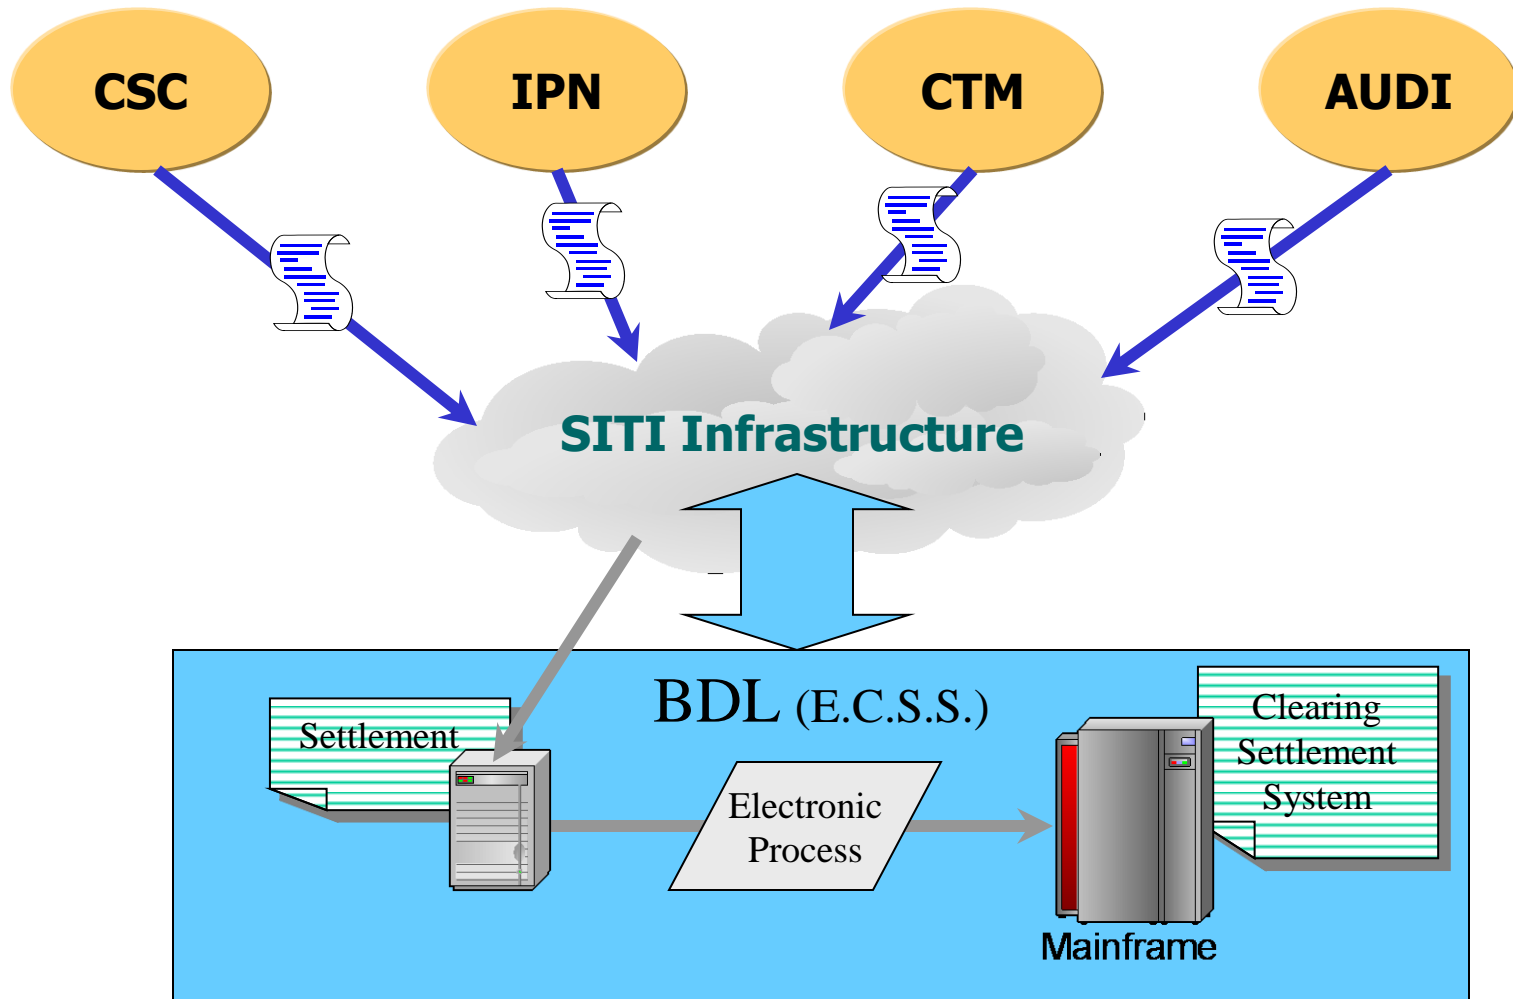 CSC
IPN
CTM
AUDI
SITI Infrastructure
BDL (E.C.S.S.)
Settlement
Clearing
Settlement
System
Electronic
Process
Mainframe